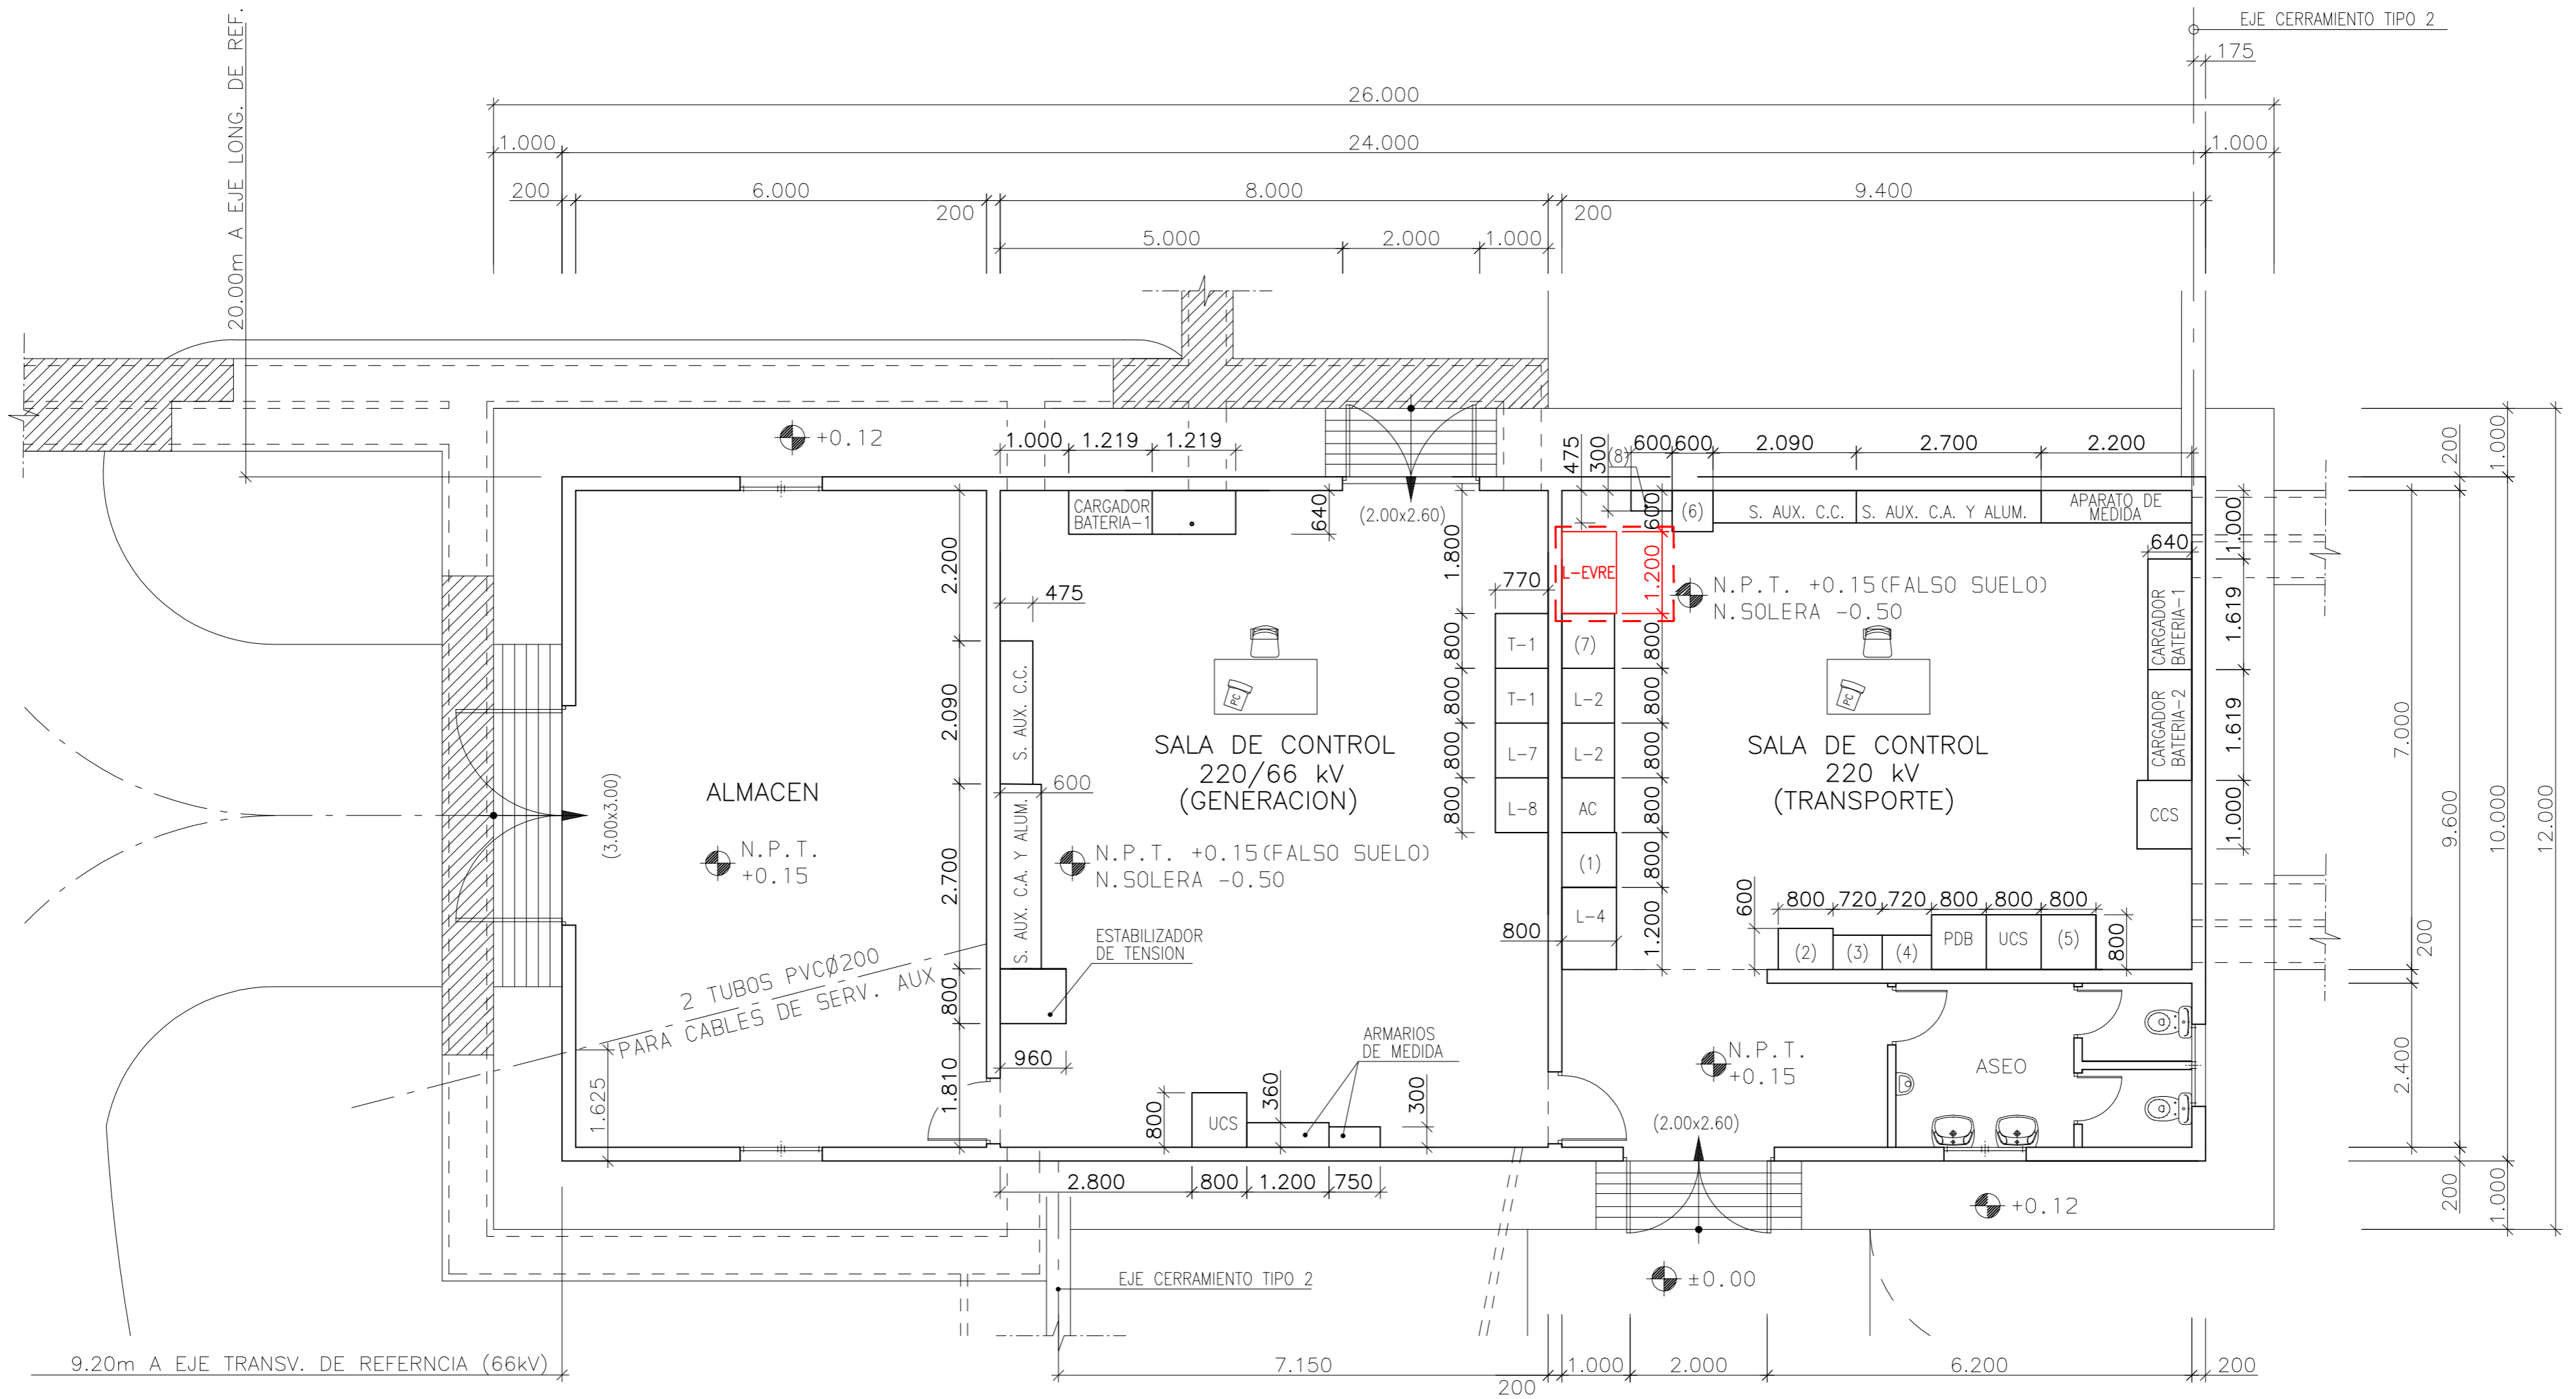 EJE CERRAMIENTO TIPO 2
175
26.000
1.000
24.000
1.000
200
6.000
200
8.000
200
9.400
5.000
2.000
1.000
20.00m A EJE LONG. DE REF.
+0.12
1.000
1.219
1.219
475
300
(8)
600
600
2.090
2.700
2.200
200
1.000
CARGADOR
BATERIA-1
640
(2.00x2.60)
600
(6)
S. AUX. C.C.
S. AUX. C.A. Y ALUM.
APARATO DE
MEDIDA
2.200
1.800
L-EVRE
1.200
640
1.000
475
770
N.P.T. +0.15(FALSO SUELO)
N.SOLERA -0.50
T-1
800
(7)
800
CARGADOR
BATERIA-1
1.619
S. AUX. C.C.
2.090
PC
T-1
800
L-2
800
PC
CARGADOR
BATERIA-2
1.619
7.000
SALA DE CONTROL
220/66 kV
(GENERACION)
L-7
800
L-2
800
SALA DE CONTROL
220 kV
(TRANSPORTE)
ALMACEN
(3.00x3.00)
600
L-8
800
AC
800
CCS
1.000
9.600
10.000
12.000
N.P.T.
+0.15
S. AUX. C.A. Y ALUM.
2.700
N.P.T. +0.15(FALSO SUELO)
N.SOLERA -0.50
(1)
800
L-4
800
1.200
600
800
720
720
800
800
800
(2)
(3)
(4)
PDB
UCS
(5)
800
200
ESTABILIZADOR
DE TENSION
2 TUBOS PVCØ200
PARA CABLES DE SERV. AUX.
800
960
ARMARIOS
DE MEDIDA
1.625
1.810
800
UCS
360
300
N.P.T.
+0.15
ASEO
2.400
(2.00x2.60)
2.800
800
1.200
750
+0.12
200
1.000
±0.00
EJE CERRAMIENTO TIPO 2
9.20m A EJE TRANSV. DE REFERNCIA (66kV)
7.150
200
1.000
2.000
6.200
200